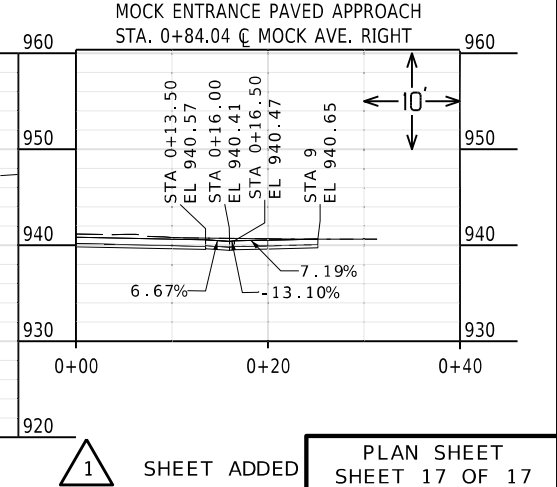 MOCK ENTRANCE PAVED APPROACH
STA. 0+84.04 ℄ MOCK AVE. RIGHT
960
960
10'
STA 0+13.50
EL 940.57
STA 0+16.00
EL 940.41
STA 0+16.50
EL 940.47
STA 9
EL 940.65
950
950
940
940
7.19%
6.67%
-13.10%
930
930
0+00
0+20
0+40
920
1
SHEET ADDED
PLAN SHEET
SHEET 17 OF 17